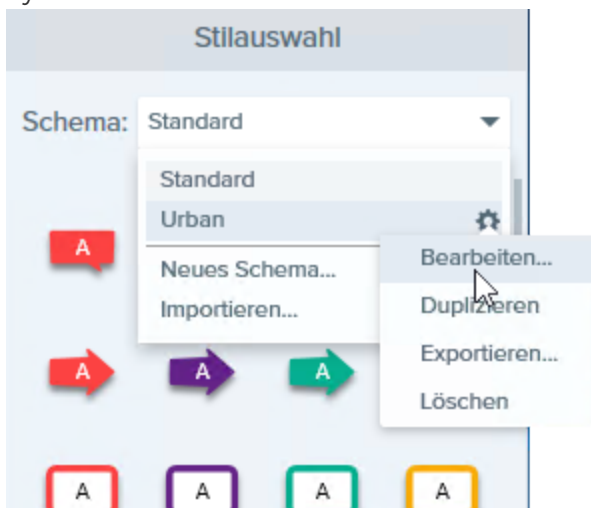 Stilauswahl
Schema: Standard
Standard
Urban
Neues Schema...
Importieren...
Bearbeiten...
Duplizieren
Exportieren...
Löschen
A
A A A
A A A A